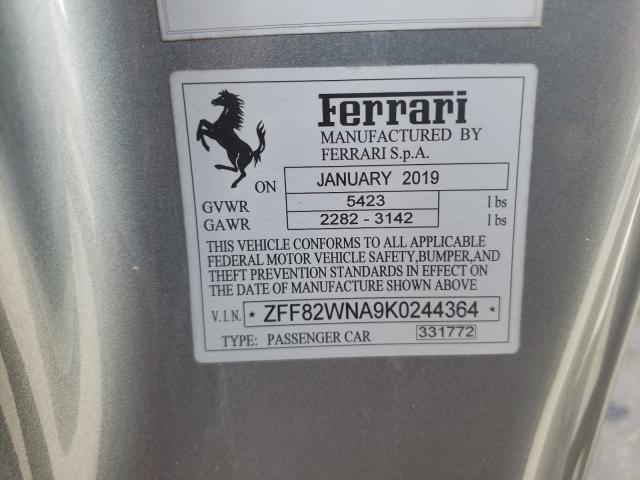 Ferrari
MANUFACTURED BY
FERRARI S.p.A.
ON JANUARY 2019
GVWR 5423 lbs
GAWR 2282 - 3142 lbs
THIS VEHICLE CONFORMS TO ALL APPLICABLE
FEDERAL MOTOR VEHICLE SAFETY,BUMPER,AND
THEFT PREVENTION STANDARDS IN EFFECT ON
THE DATE OF MANUFACTURE SHOWN ABOVE
V.I.N. * ZFF82WNA9K0244364 *
TYPE: PASSENGER CAR 331772